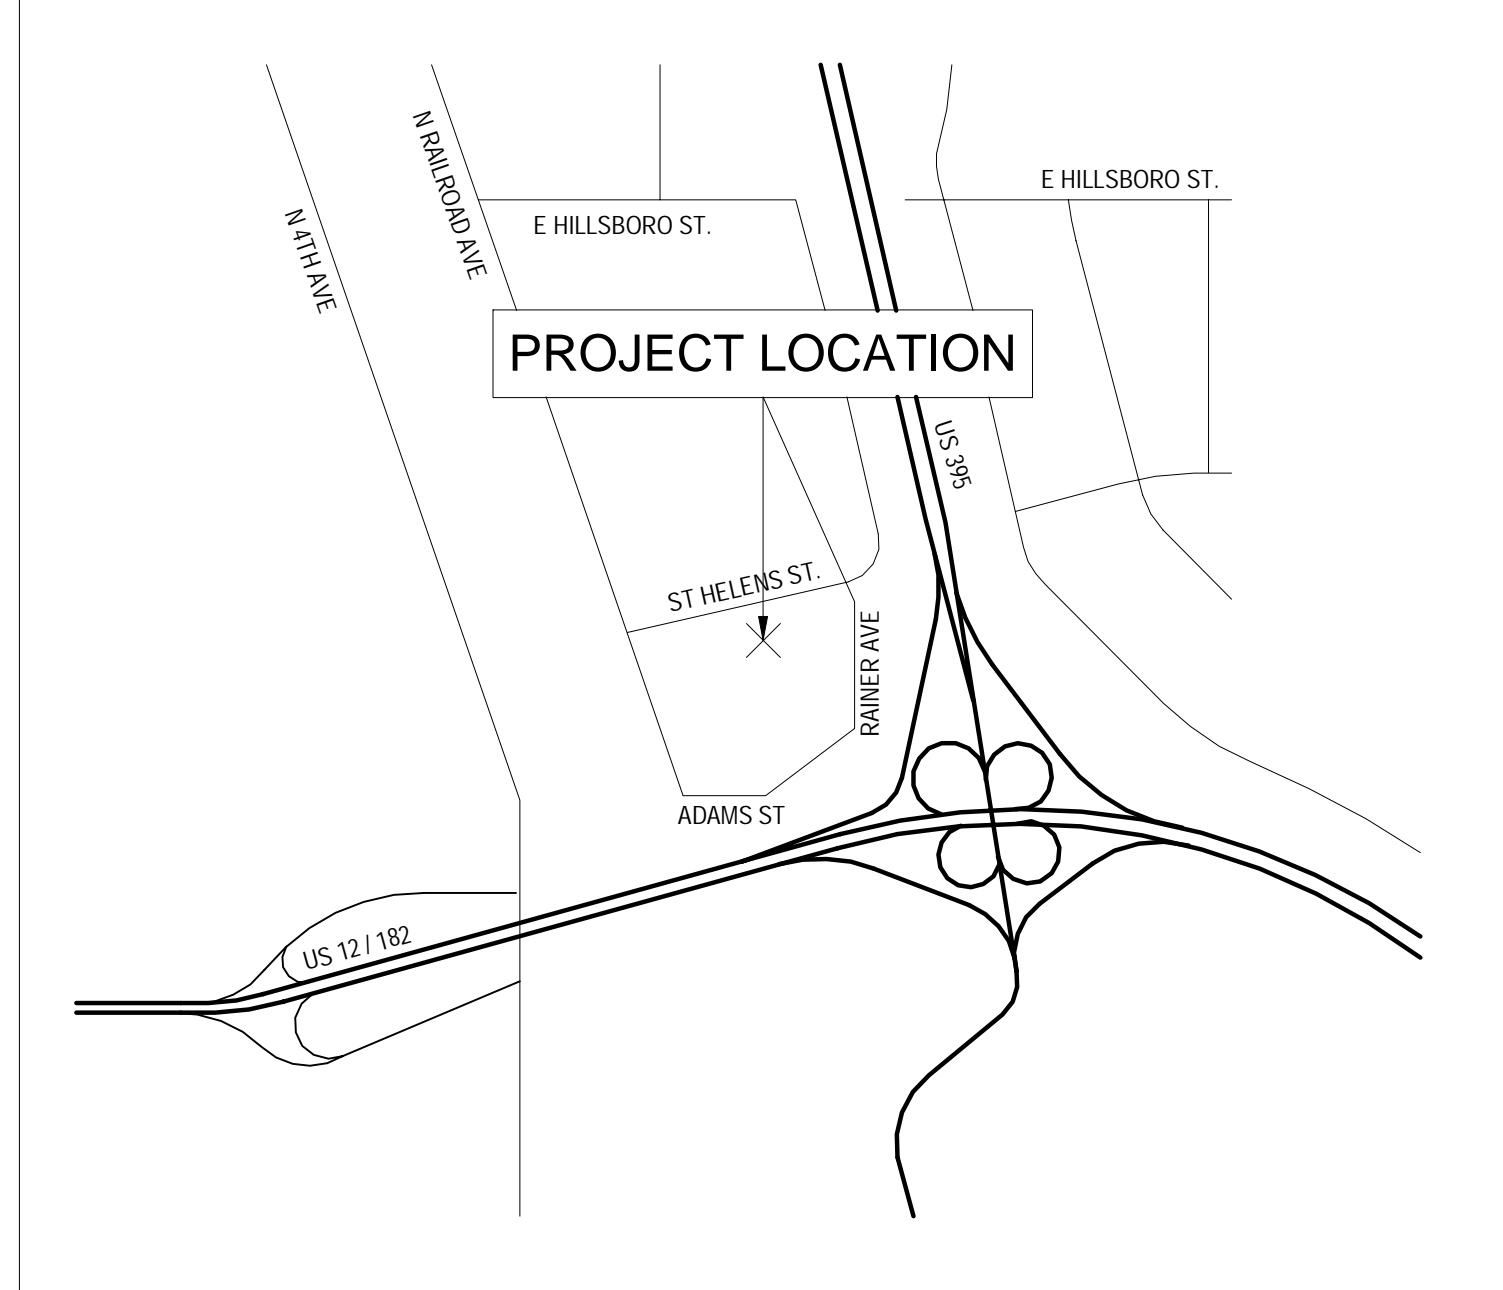 N RAILROAD AVE
E HILLSBORO ST.
E HILLSBORO ST.
N 4TH AVE
PROJECT LOCATION
US 395
ST HELENS ST.
RAINER AVE
ADAMS ST
US 12 / 182